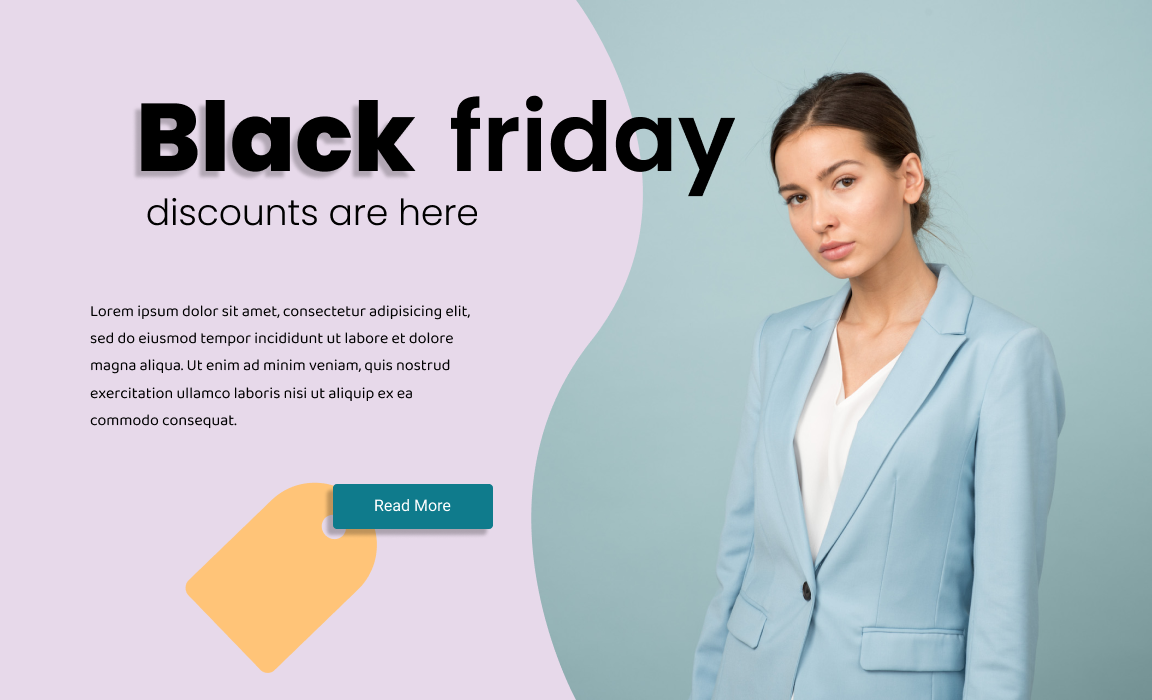 Black friday
discounts are here
Lorem ipsum dolor sit amet, consectetur adipisicing elit,
sed do eiusmod tempor incididunt ut labore et dolore
magna aliqua. Ut enim ad minim veniam, quis nostrud
exercitation ullamco laboris nisi ut aliquip ex ea
commodo consequat.
Read More